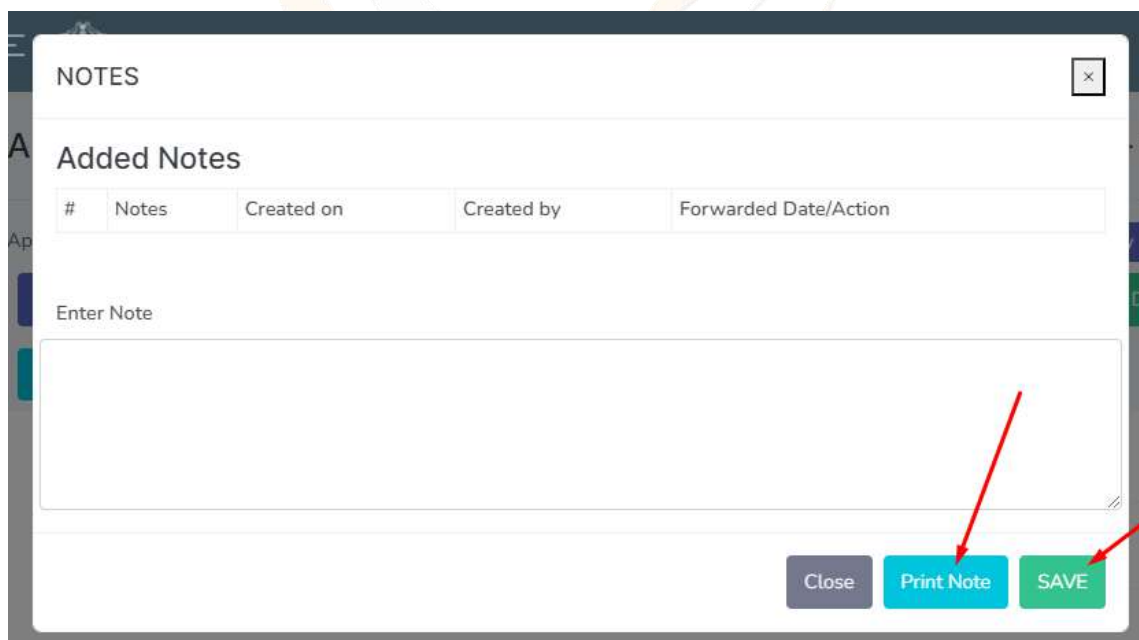 NOTES
×
Added Notes
# Notes Created on Created by Forwarded Date/Action
Enter Note
Close Print Note SAVE